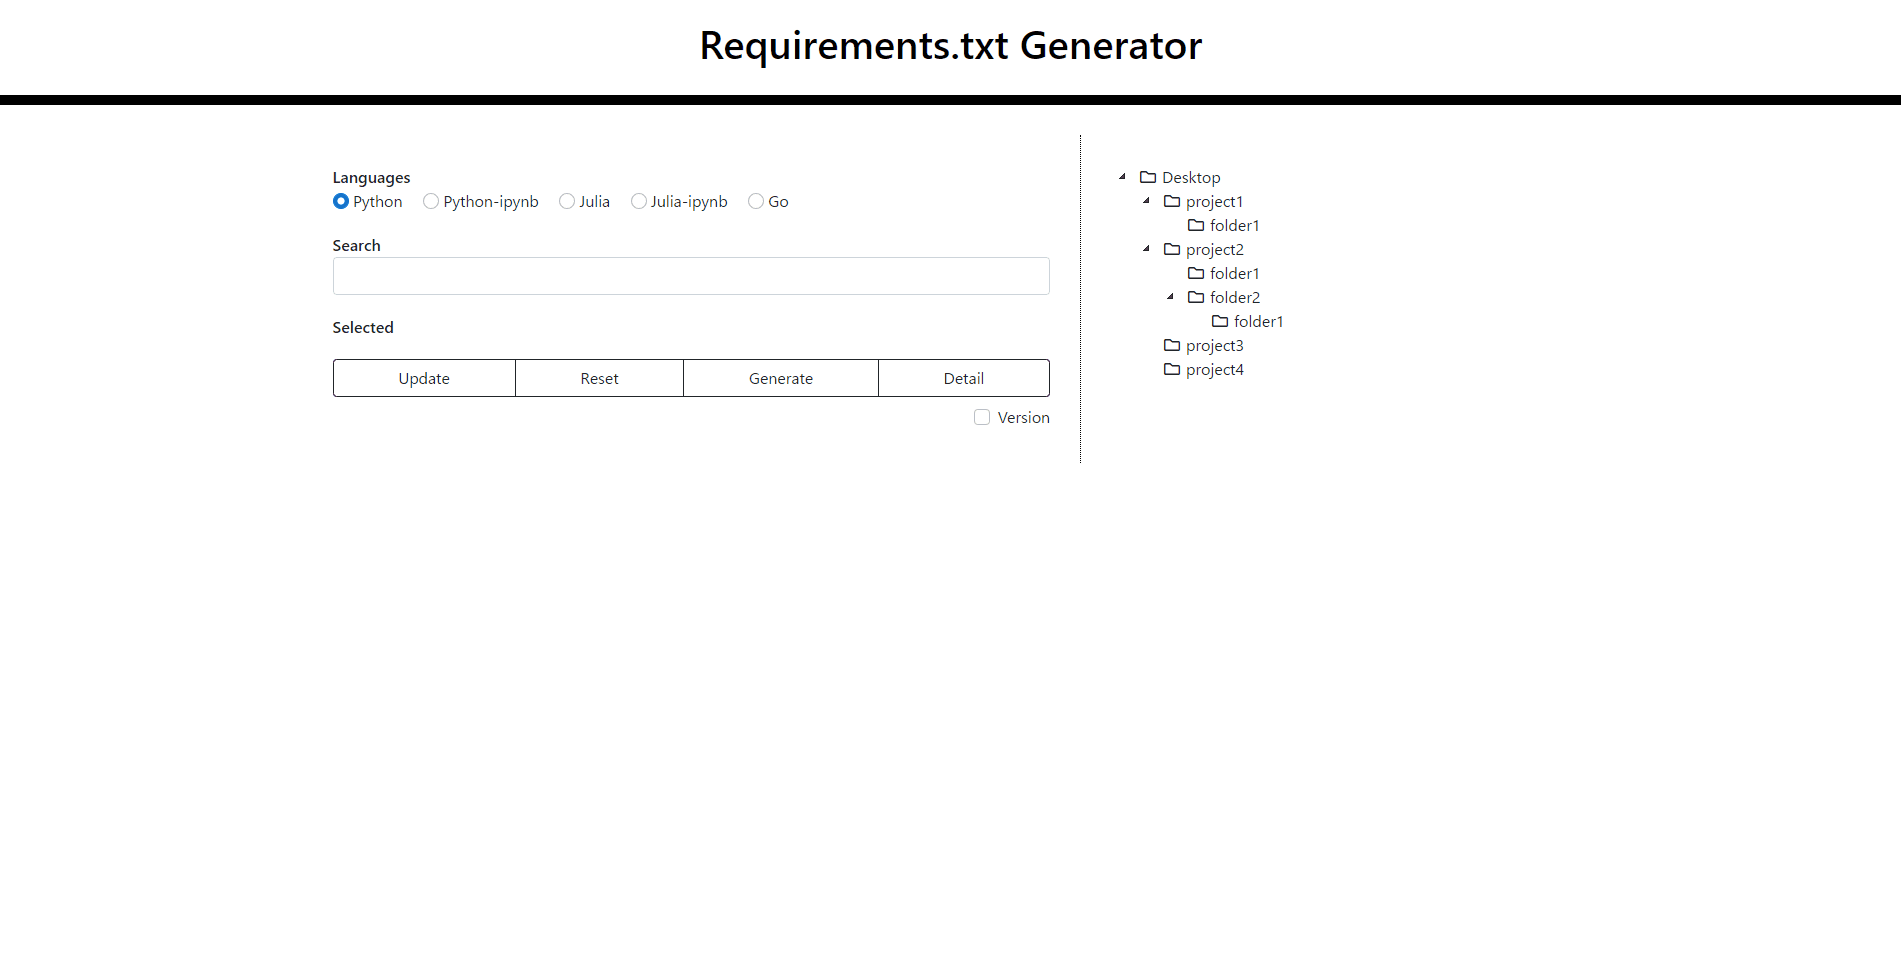 Requirements.txt Generator
Languages
Python Python-ipynb Julia Julia-ipynb Go
Search
Selected
Update Reset Generate Detail
Version
Desktop
project1
folder1
project2
folder1
folder2
folder1
project3
project4